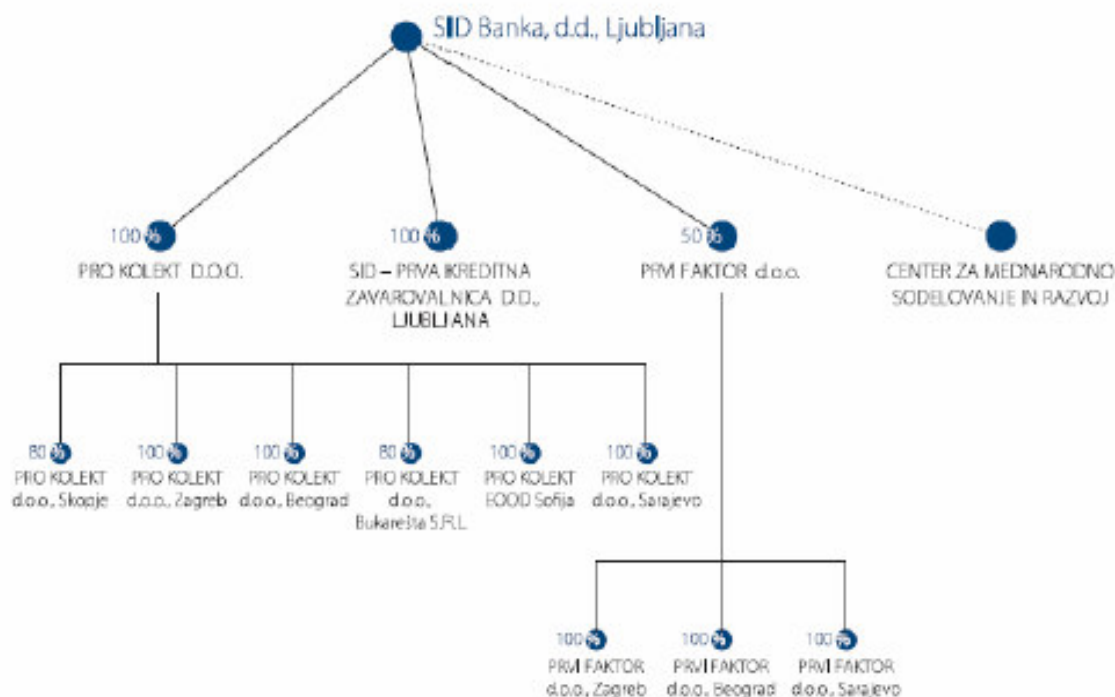 SID Banka, d.d., Ljubljana
100 %
PRO KOLEKT D.O.O.
100 %
SID – PRVA KREDITNA
ZAVAROVALNICA D.D.,
LJUBLJANA
50 %
PRVI FAKTOR d.o.o.
CENTER ZA MEDNARODNO
SODELOVANJE IN RAZVOJ
80 %
PRO KOLEKT
d.o.o., Skopje
100 %
PRO KOLEKT
d.o.o., Zagreb
100 %
PRO KOLEKT
d.o.o., Beograd
80 %
PRO KOLEKT
d.o.o.,
Bukarešta S.R.L.
100 %
PRO KOLEKT
EOOD Sofija
100 %
PRO KOLEKT
d.o.o., Sarajevo
100 %
PRVI FAKTOR
d.o.o., Zagreb
100 %
PRVI FAKTOR
d.o.o., Beograd
100 %
PRVI FAKTOR
d.o.o., Sarajevo